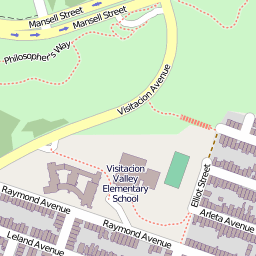 Mansell Street
Mansell Street
Philosopher's Way
Visitacion Avenue
Visitacion
Valley
Elementary
School
Elliot Street
Raymond Avenue
Raymond Avenue
Arleta Avenue
Leland Avenue